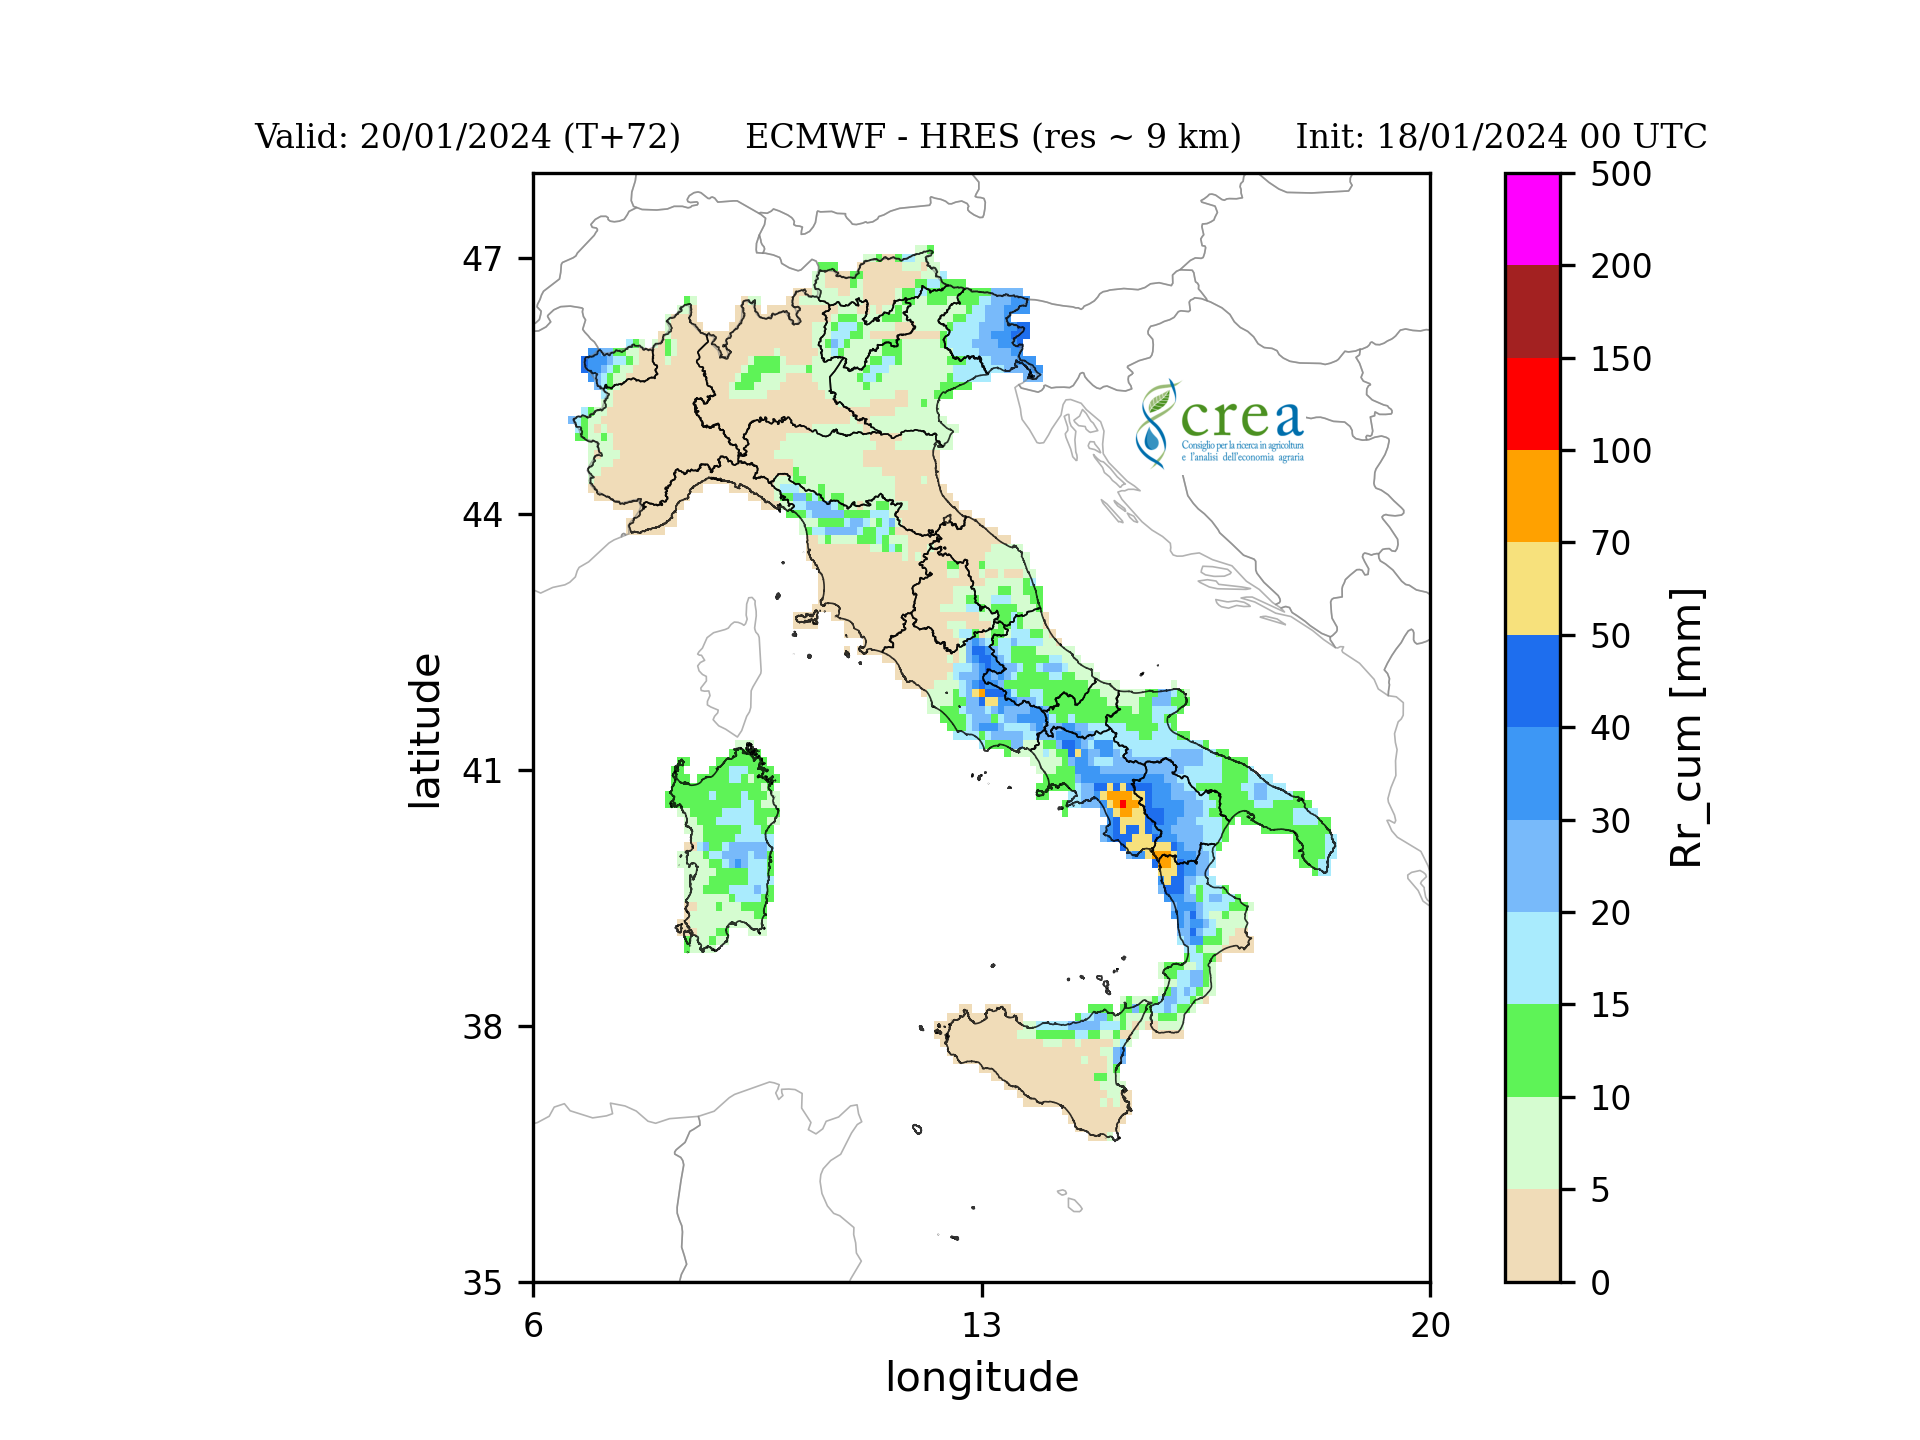 Valid: 20/01/2024 (T+72) ECMWF - HRES (res ~ 9 km) Init: 18/01/2024 00 UTC
47
44
41
38
35
latitude
6 13 20
longitude
crea
Consiglio per la ricerca in agricoltura
e l'analisi dell'economia agraria
500
200
150
100
70
50
40
30
20
15
10
5
0
Rr_cum [mm]